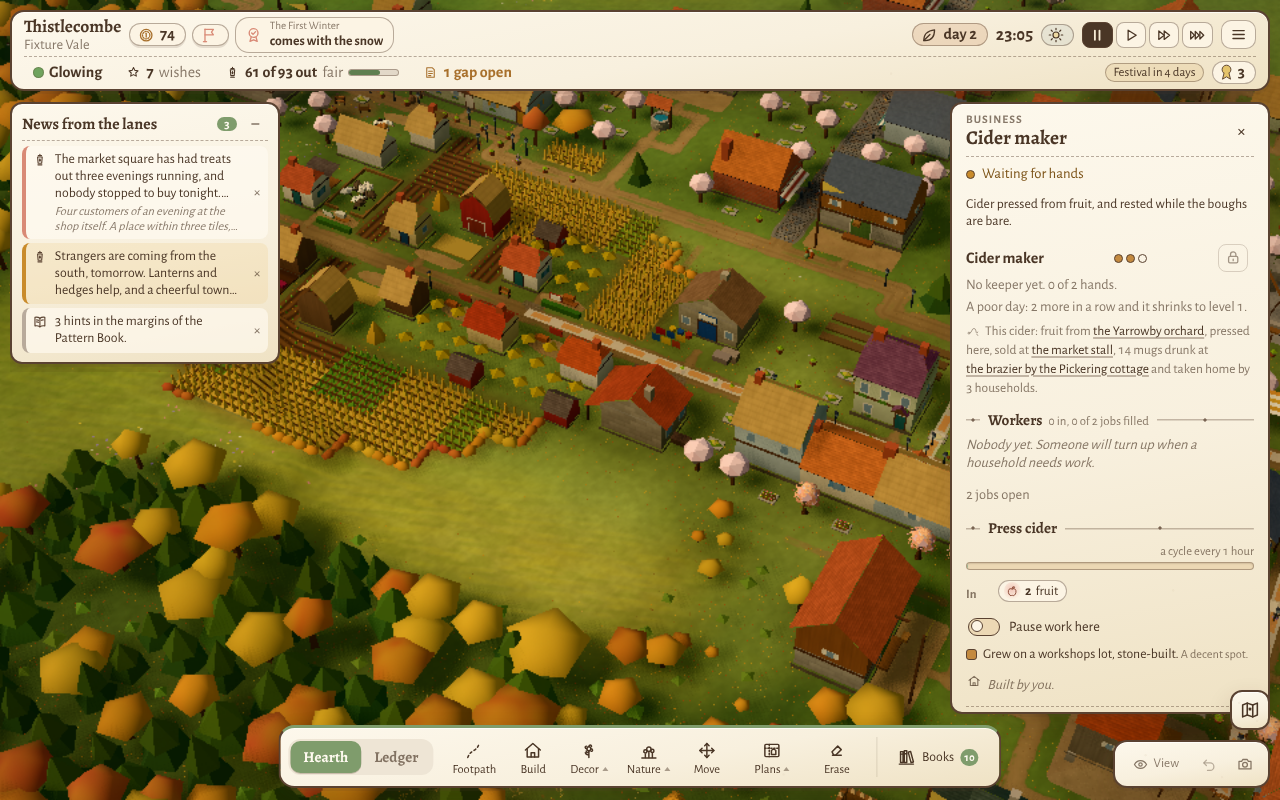 Thistlecombe
Fixture Vale
74
The First Winter
comes with the snow
day 2
23:05
Glowing
7 wishes
61 of 93 out fair
1 gap open
Festival in 4 days
3
News from the lanes
3
The market square has had treats
out three evenings running, and
nobody stopped to buy tonight.…
Four customers of an evening at the
shop itself. A place within three tiles,…
Strangers are coming from the
south, tomorrow. Lanterns and
hedges help, and a cheerful town…
3 hints in the margins of the
Pattern Book.
BUSINESS
Cider maker
Waiting for hands
Cider pressed from fruit, and rested while the boughs
are bare.
Cider maker
No keeper yet. 0 of 2 hands.
A poor day: 2 more in a row and it shrinks to level 1.
This cider: fruit from the Yarrowby orchard, pressed
here, sold at the market stall, 14 mugs drunk at
the brazier by the Pickering cottage and taken home by
3 households.
Workers 0 in, 0 of 2 jobs filled
Nobody yet. Someone will turn up when a
household needs work.
2 jobs open
Press cider
a cycle every 1 hour
In 2 fruit
Pause work here
Grew on a workshops lot, stone-built. A decent spot.
Built by you.
Hearth
Ledger
Footpath
Build
Decor
Nature
Move
Plans
Erase
Books 10
View